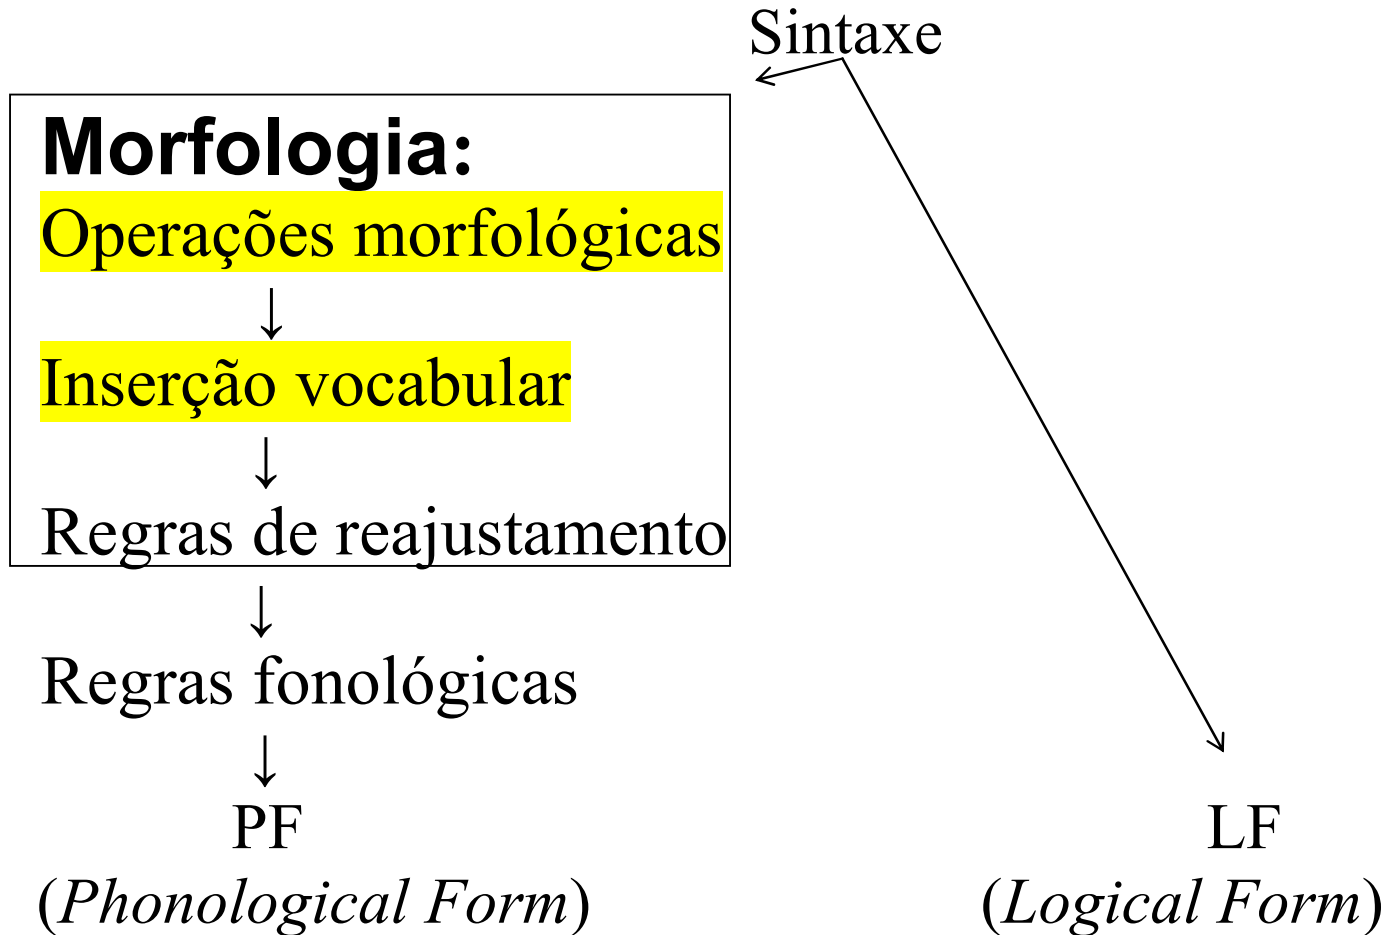 Sintaxe
Morfologia:
Operações morfológicas
↓
Inserção vocabular
↓
Regras de reajustamento
↓
Regras fonológicas
↓
PF
(Phonological Form)
LF
(Logical Form)